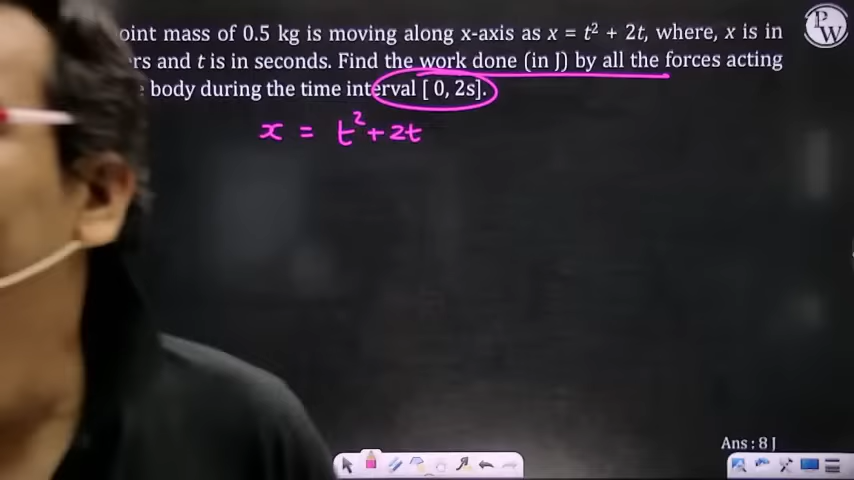 oint mass of 0.5 kg is moving along x-axis as x = t² + 2t, where, x is in
rs and t is in seconds. Find the work done (in J) by all the forces acting
body during the time interval [ 0, 2s].
x = t² + 2t
Ans : 8 J
PW